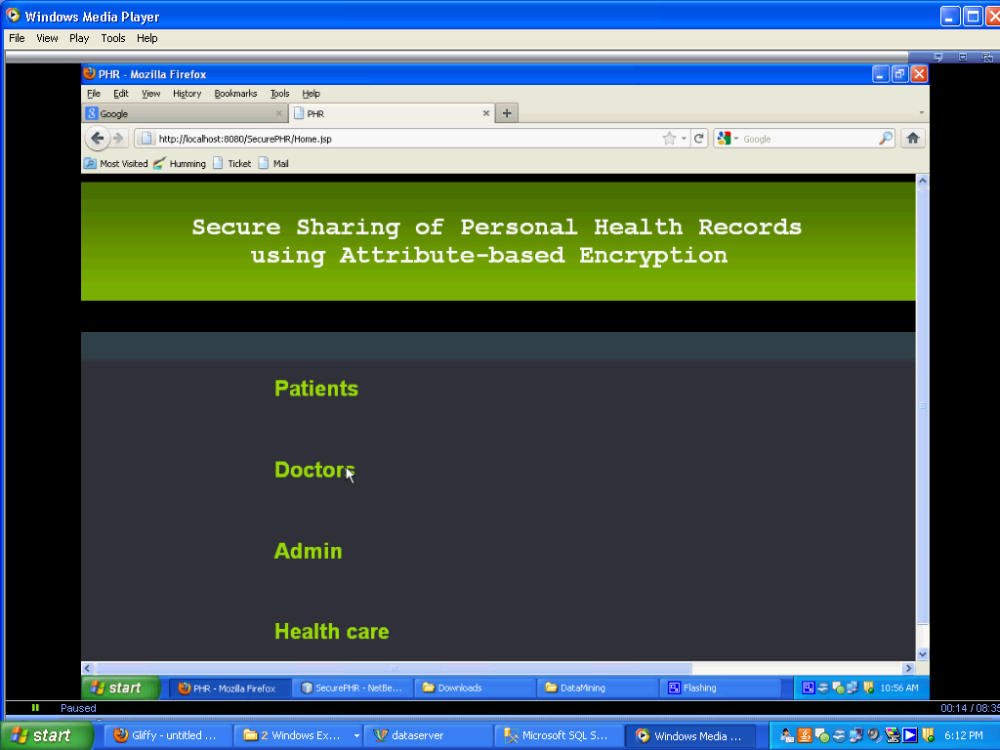 Windows Media Player
File View Play Tools Help
PHR - Mozilla Firefox
File Edit View History Bookmarks Tools Help
Google
PHR
http://localhost:8080/SecurePHR/Home.jsp
Google
Most Visited Humming Ticket Mail
Secure Sharing of Personal Health Records
using Attribute-based Encryption
Patients
Doctors
Admin
Health care
start PHR - Mozilla Firefox SecurePHR - NetBe... Downloads DataMining Flashing 10:56 AM
Paused 00:14 / 08:35
start Gliffy - untitled ... 2 Windows Ex... dataserver Microsoft SQL S... Windows Media ... 6:12 PM